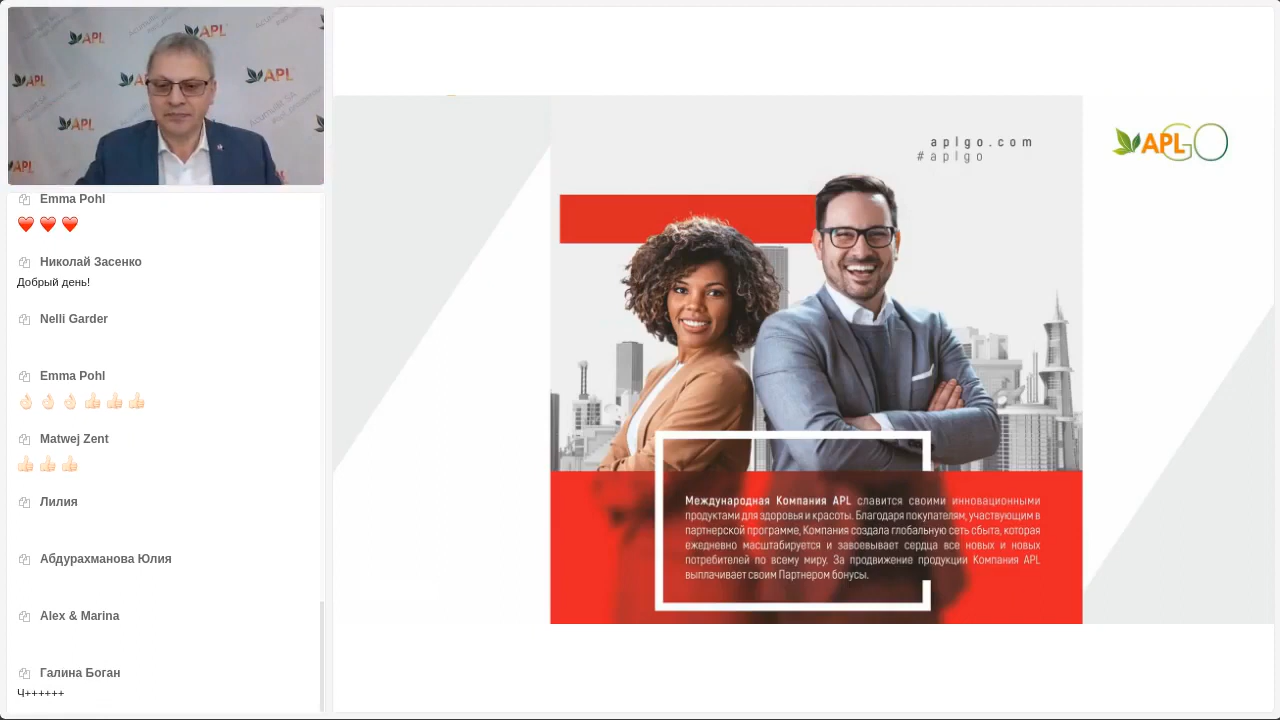 APL
APL
APL
APL
APL
APL
APL
Emma Pohl
Николай Засенко
Добрый день!
Nelli Garder
Emma Pohl
Matwej Zent
Лилия
Абдурахманова Юлия
Alex & Marina
Галина Боган
Ч++++++
aplgo.com
#aplgo
APL GO
Международная Компания APL славится своими инновационными
продуктами для здоровья и красоты. Благодаря покупателям, участвующим в
партнерской программе, Компания создала глобальную сеть сбыта, которая
ежедневно масштабируется и завоевывает сердца все новых и новых
потребителей по всему миру. За продвижение продукции Компания APL
выплачивает своим Партнером бонусы.